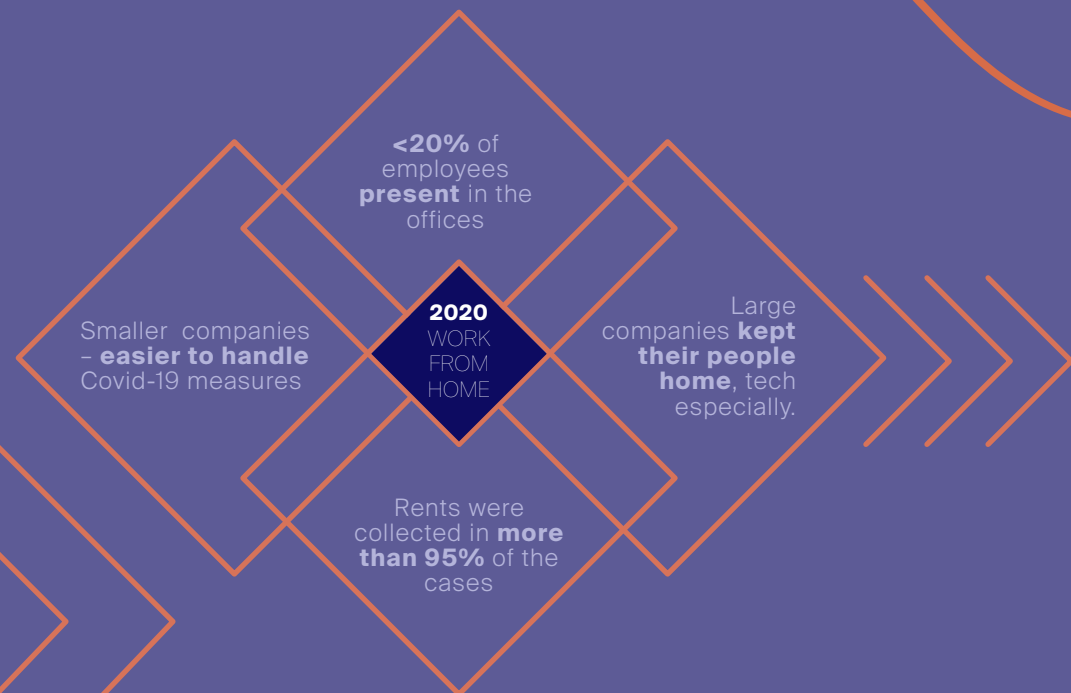 <20% of
employees
present in the
offices
Smaller companies
– easier to handle
Covid-19 measures
2020
WORK
FROM
HOME
Large
companies kept
their people
home, tech
especially.
Rents were
collected in more
than 95% of the
cases